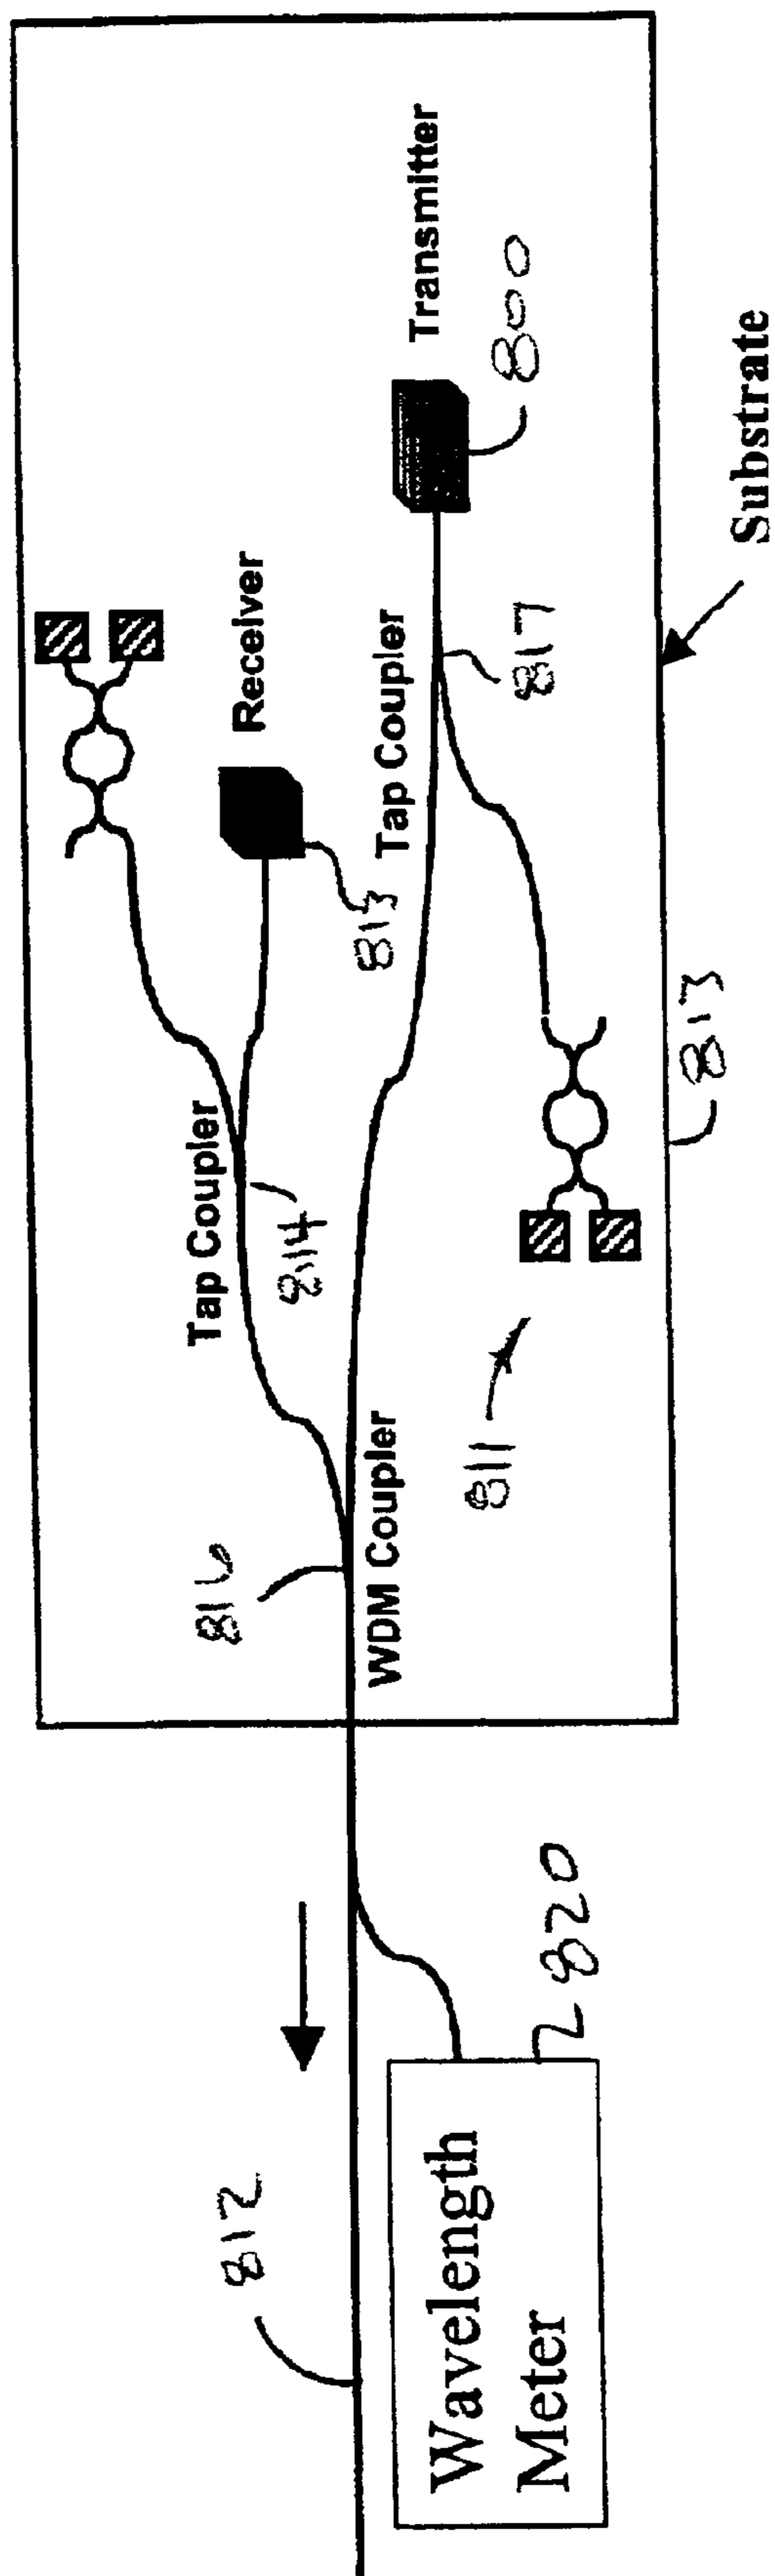 Receiver
Transmitter
Tap Coupler
813
800
814
Tap Coupler
817
816
WDM Coupler
811
813
Substrate
812
Wavelength
Meter
820